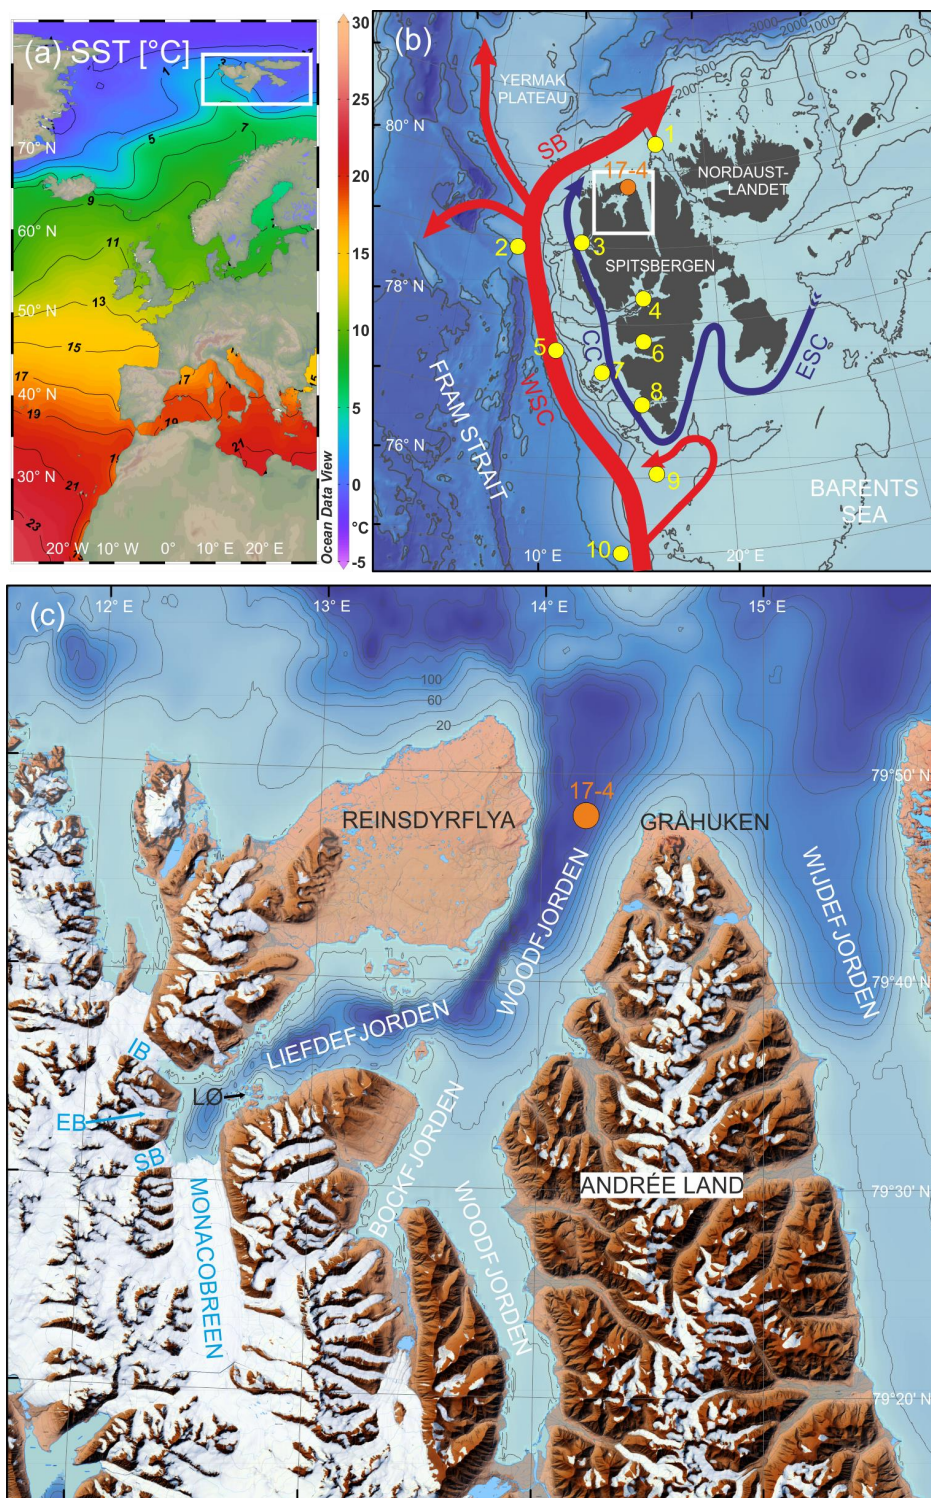 (a) SST [°C]
1
3
5
7
9
11
13
15
17
19
21
23
17
19
21
15
70° N
60° N
50° N
40° N
30° N
20° W
10° W
0°
10° E
20° E
30
25
20
15
10
5
0
°C
-5
Ocean Data View
(b)
3000
1000
500
200
YERMAK
PLATEAU
80° N
SB
1
17-4
NORDAUST-
LANDET
2
3
SPITSBERGEN
78° N
4
5
6
7
8
CC
WSC
ESC
FRAM STRAIT
76° N
9
BARENTS
SEA
10
10° E
20° E
(c)
12° E
13° E
14° E
15° E
100
60
20
79°50' N
17-4
REINSDYRFLYA
GRÅHUKEN
WOODFJORDEN
WIJDEFJORDEN
79°40' N
LIEFDEFJORDEN
IB
LØ
EB
SB
MONACOBREEN
BOCKFJORDEN
WOODFJORDEN
ANDRÉE LAND
79°30' N
79°20' N